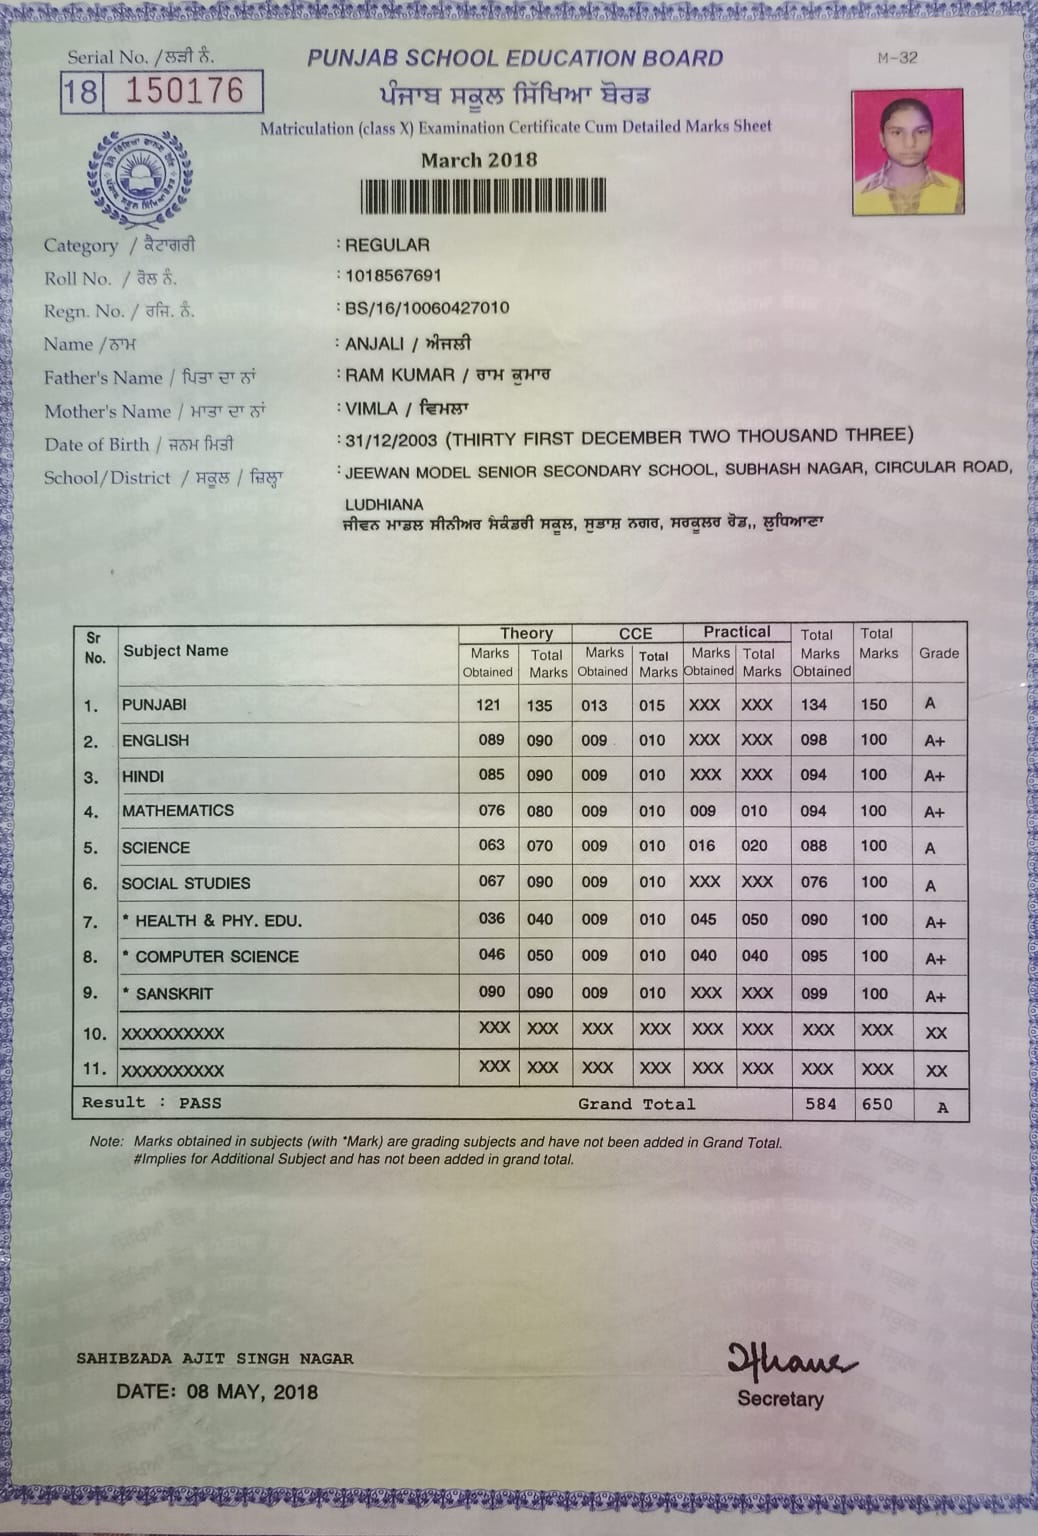 Serial No. /ਲੜੀ ਨੰ.
18 150176
PUNJAB SCHOOL EDUCATION BOARD
ਪੰਜਾਬ ਸਕੂਲ ਸਿੱਖਿਆ ਬੋਰਡ
Matriculation (class X) Examination Certificate Cum Detailed Marks Sheet
March 2018
M-32
Category / ਕੈਟਾਗਰੀ : REGULAR
Roll No. / ਰੋਲ ਨੰ. : 1018567691
Regn. No. / ਰਜਿ. ਨੰ. : BS/16/10060427010
Name /ਨਾਮ : ANJALI / ਅੰਜਲੀ
Father's Name / ਪਿਤਾ ਦਾ ਨਾਂ : RAM KUMAR / ਰਾਮ ਕੁਮਾਰ
Mother's Name / ਮਾਤਾ ਦਾ ਨਾਂ : VIMLA / ਵਿਮਲਾ
Date of Birth / ਜਨਮ ਮਿਤੀ : 31/12/2003 (THIRTY FIRST DECEMBER TWO THOUSAND THREE)
School/District / ਸਕੂਲ / ਜ਼ਿਲ੍ਹਾ : JEEWAN MODEL SENIOR SECONDARY SCHOOL, SUBHASH NAGAR, CIRCULAR ROAD,
LUDHIANA
ਜੀਵਨ ਮਾਡਲ ਸੀਨੀਅਰ ਸੈਕੰਡਰੀ ਸਕੂਲ, ਸੁਭਾਸ਼ ਨਗਰ, ਸਰਕੂਲਰ ਰੋਡ,, ਲੁਧਿਆਣਾ
Sr No. Subject Name Theory CCE Practical Total Marks Obtained Total Marks Grade
Marks Obtained Total Marks Marks Obtained Total Marks Marks Obtained Total Marks
1. PUNJABI 121 135 013 015 XXX XXX 134 150 A
2. ENGLISH 089 090 009 010 XXX XXX 098 100 A+
3. HINDI 085 090 009 010 XXX XXX 094 100 A+
4. MATHEMATICS 076 080 009 010 009 010 094 100 A+
5. SCIENCE 063 070 009 010 016 020 088 100 A
6. SOCIAL STUDIES 067 090 009 010 XXX XXX 076 100 A
7. * HEALTH & PHY. EDU. 036 040 009 010 045 050 090 100 A+
8. * COMPUTER SCIENCE 046 050 009 010 040 040 095 100 A+
9. * SANSKRIT 090 090 009 010 XXX XXX 099 100 A+
10. XXXXXXXXXX XXX XXX XXX XXX XXX XXX XXX XXX XX
11. XXXXXXXXXX XXX XXX XXX XXX XXX XXX XXX XXX XX
Result : PASS Grand Total 584 650 A
Note: Marks obtained in subjects (with *Mark) are grading subjects and have not been added in Grand Total.
#Implies for Additional Subject and has not been added in grand total.
SAHIBZADA AJIT SINGH NAGAR
DATE: 08 MAY, 2018
Secretary